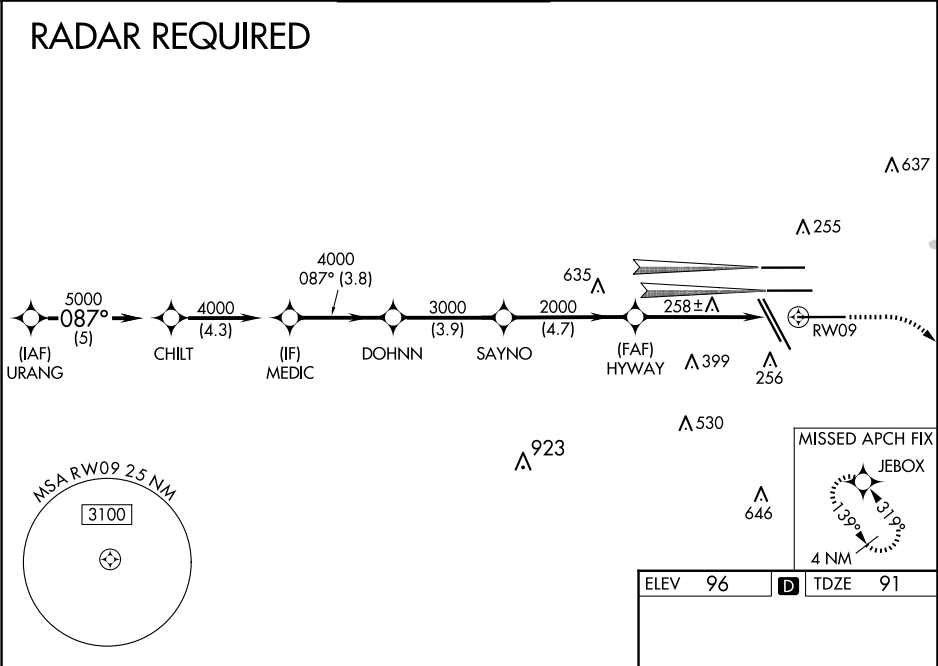 RADAR REQUIRED
637
255
4000
087° (3.8)
635
5000
087°
(5)
4000
(4.3)
3000
(3.9)
2000
(4.7)
258±
RW09
(IAF)
URANG
CHILT
(IF)
MEDIC
DOHNN
SAYNO
(FAF)
HYWAY
399
256
530
923
646
MSA RW09 25 NM
3100
MISSED APCH FIX
JEBOX
139°
319°
4 NM
ELEV 96 D TDZE 91